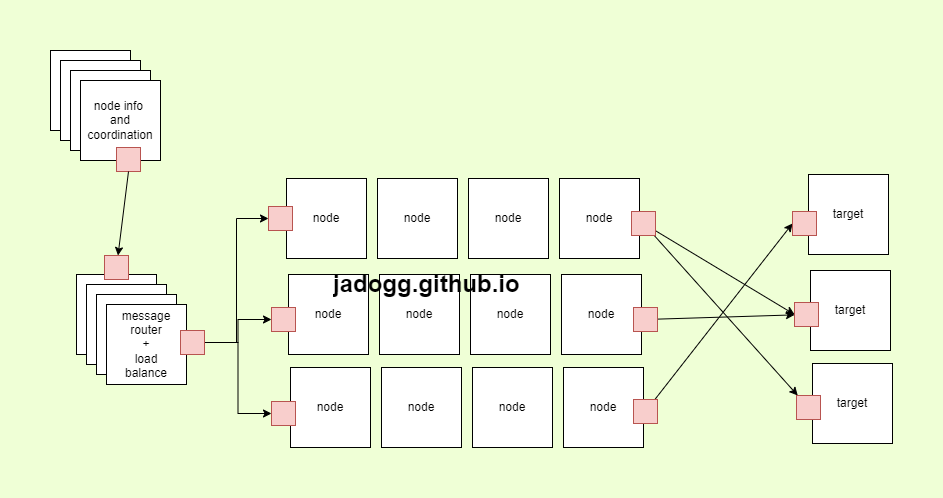 node info
and
coordination
node
node
node
node
target
jadogg.github.io
node
node
node
node
target
message
router
+
load
balance
node
node
node
node
target